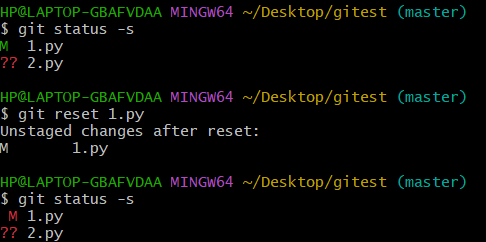 HP@LAPTOP-GBAFVDAA MINGW64 ~/Desktop/gitest (master)
$ git status -s
M  1.py
?? 2.py
HP@LAPTOP-GBAFVDAA MINGW64 ~/Desktop/gitest (master)
$ git reset 1.py
Unstaged changes after reset:
M       1.py
HP@LAPTOP-GBAFVDAA MINGW64 ~/Desktop/gitest (master)
$ git status -s
 M 1.py
?? 2.py